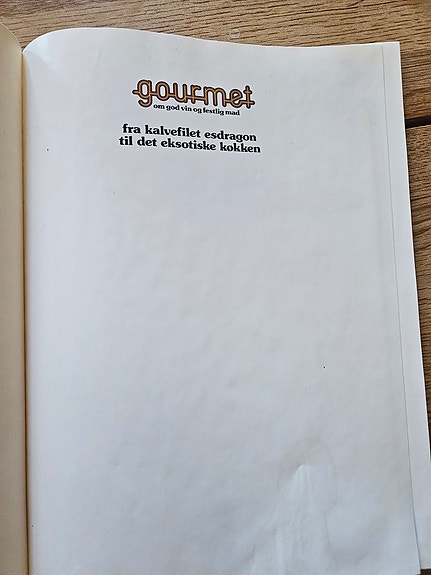 gourmet
om god vin og festlig mad
fra kalvefilet esdragon
til det eksotiske køkken